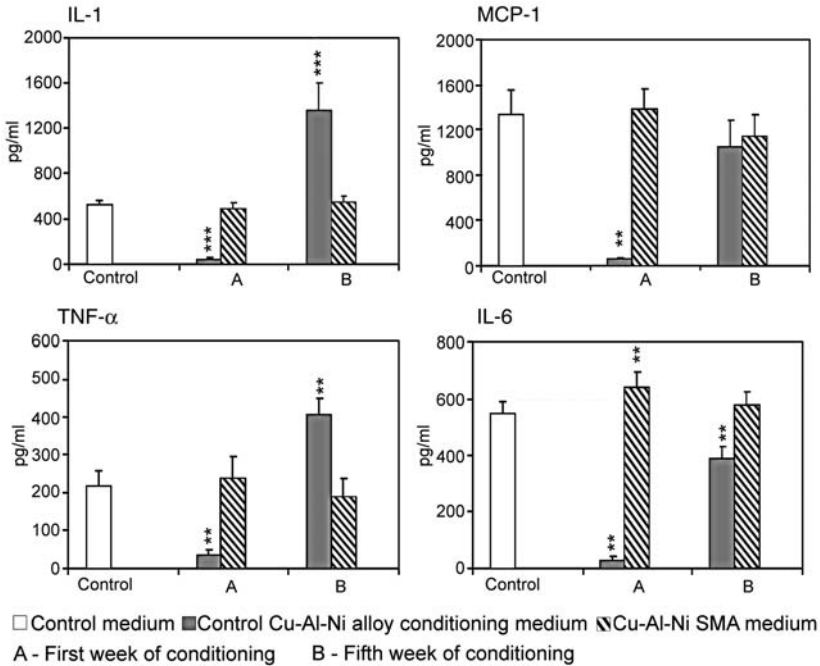 IL-1
MCP-1
2000
1600
1200
800
400
0
pg/ml
***
***
Control
A
B
2000
1600
1200
800
400
0
pg/ml
**
Control
A
B
TNF-α
IL-6
600
500
400
300
200
100
0
pg/ml
**
**
Control
A
B
800
600
400
200
0
pg/ml
**
**
**
Control
A
B
Control medium Control Cu-Al-Ni alloy conditioning medium Cu-Al-Ni SMA medium
A - First week of conditioning B - Fifth week of conditioning